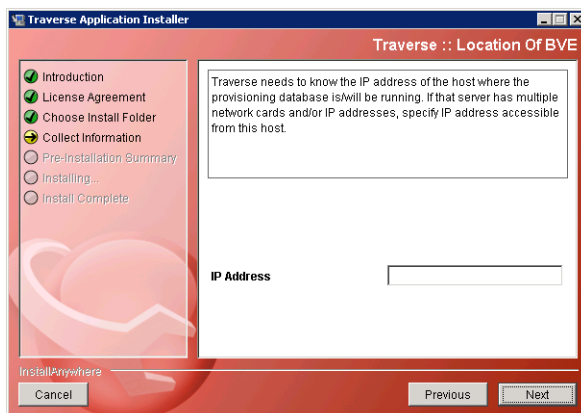 Traverse Application Installer
Traverse :: Location Of BVE
Introduction
License Agreement
Choose Install Folder
Collect Information
Pre-Installation Summary
Installing...
Install Complete
Traverse needs to know the IP address of the host where the
provisioning database is/will be running. If that server has multiple
network cards and/or IP addresses, specify IP address accessible
from this host.
IP Address
InstallAnywhere
Cancel
Previous
Next